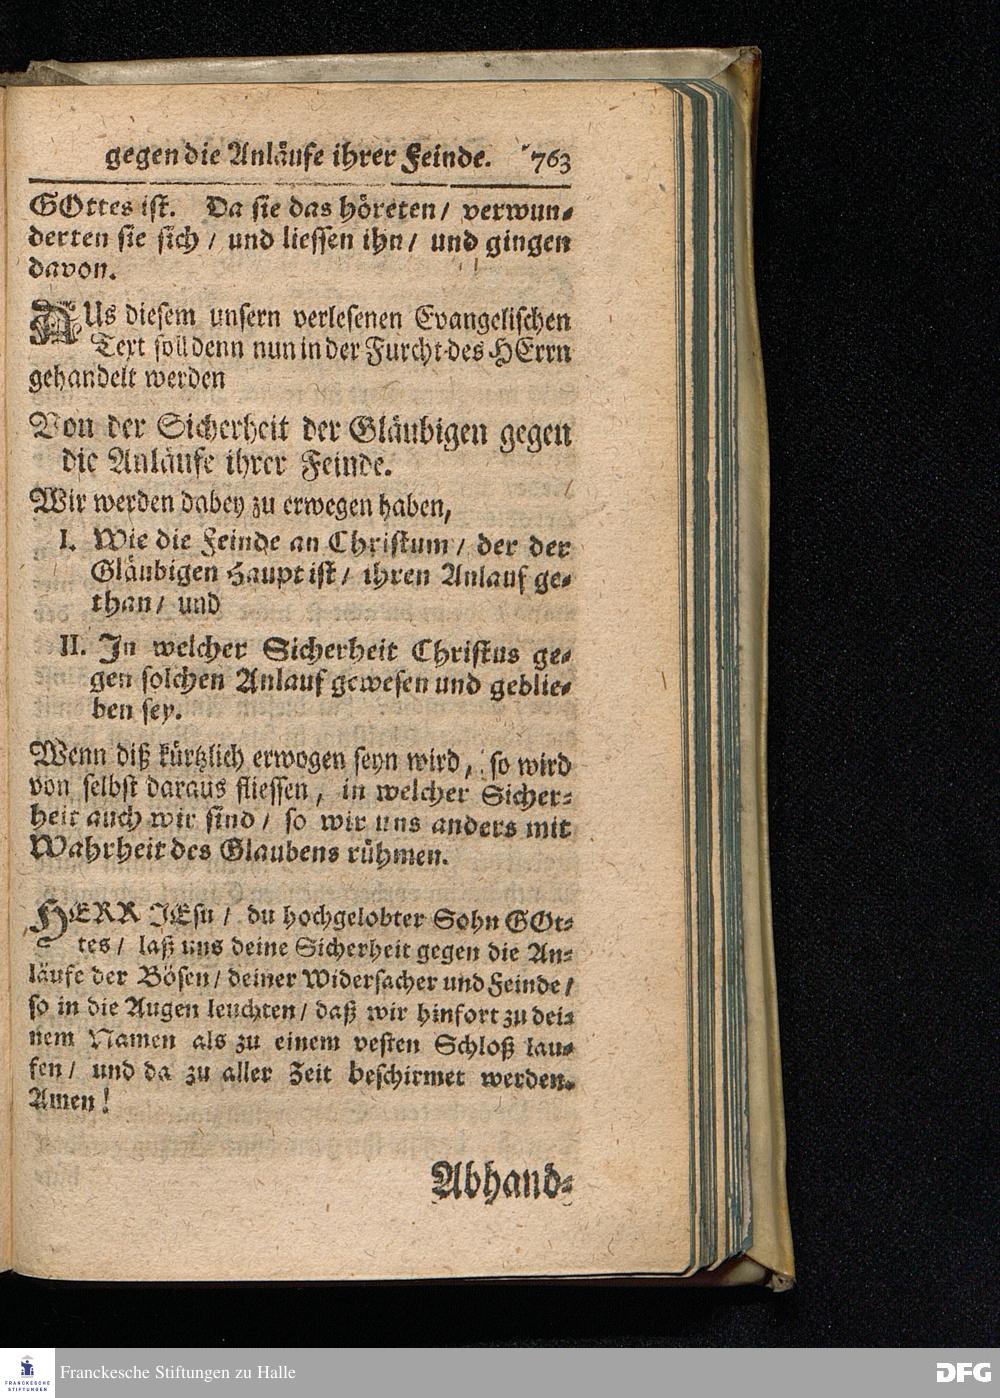 gegen die Anläufe ihrer Feinde. 763
GOttes ist. Da sie das höreten/ verwun-
derten sie sich/ und liessen ihn/ und gingen
davon.
AUs diesem unsern verlesenen Evangelischen
Text soll denn nun in der Furcht des HErrn
gehandelt werden
Von der Sicherheit der Gläubigen gegen
die Anläufe ihrer Feinde.
Wir werden dabey zu erwegen haben,
I. Wie die Feinde an Christum/ der der
Gläubigen Haupt ist/ ihren Anlauf ge-
than/ und
II. In welcher Sicherheit Christus ge-
gen solchen Anlauf gewesen und geblie-
ben sey.
Wenn diß kürtzlich erwogen seyn wird, so wird
von selbst daraus fliessen, in welcher Sicher-
heit auch wir sind/ so wir uns anders mit
Wahrheit des Glaubens rühmen.
HERR JEsu/ du hochgelobter Sohn GOt-
tes/ laß uns deine Sicherheit gegen die An-
läufe der Bösen/ deiner Widersacher und Feinde/
so in die Augen leuchten/ daß wir hinfort zu dei-
nem Namen als zu einem vesten Schloß lau-
fen/ und da zu aller Zeit beschirmet werden.
Amen!
Abhand-
FRANCKESCHE
STIFTUNGEN
Franckesche Stiftungen zu Halle
DFG